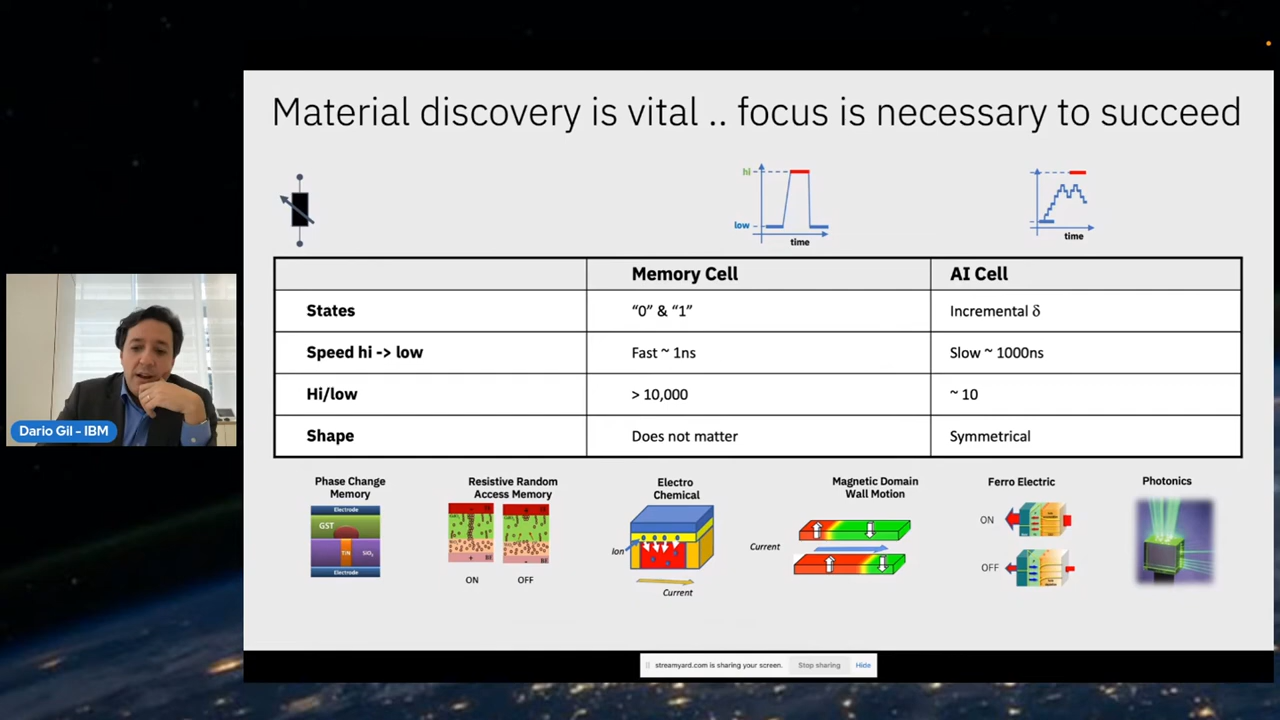 Material discovery is vital .. focus is necessary to succeed
hi
low
time
time
Memory Cell
AI Cell
States
“0” & “1”
Incremental δ
Speed hi -> low
Fast ~ 1ns
Slow ~ 1000ns
Hi/low
> 10,000
~ 10
Shape
Does not matter
Symmetrical
Phase Change
Memory
Electrode
GST
TiN
SiO₂
Electrode
Resistive Random
Access Memory
ON
OFF
Electro
Chemical
Ion
Current
Magnetic Domain
Wall Motion
Current
Ferro Electric
ON
OFF
Photonics
Dario Gil - IBM
streamyard.com is sharing your screen.
Stop sharing
Hide